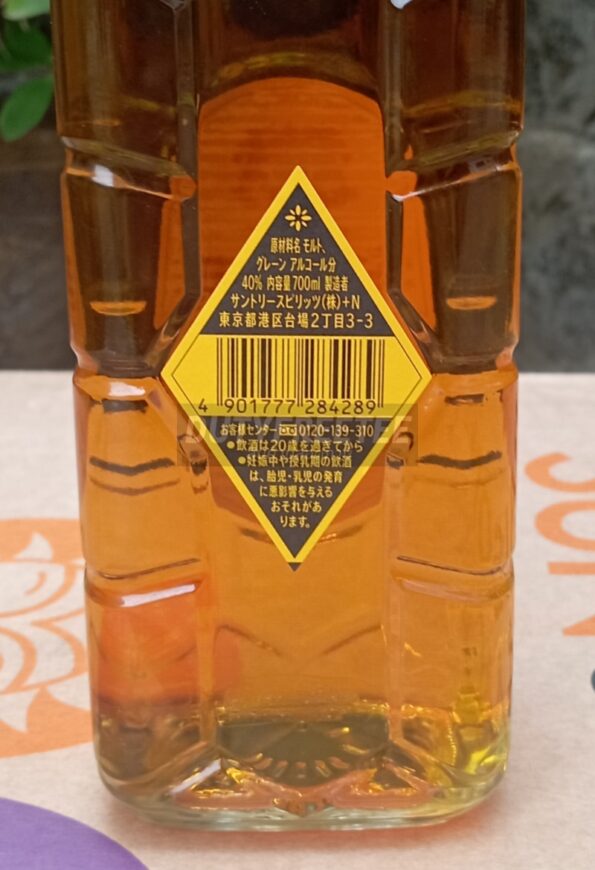 原材料名 モルト、
グレーン アルコール分
40% 内容量700ml 製造者
サントリースピリッツ(株)+N
東京都港区台場2丁目3-3
4 901777 284289
お客様センター 0120-139-310
●飲酒は20歳を過ぎてから
●妊娠中や授乳期の飲酒
は、胎児・乳児の発育
に悪影響を与える
おそれがあ
ります。